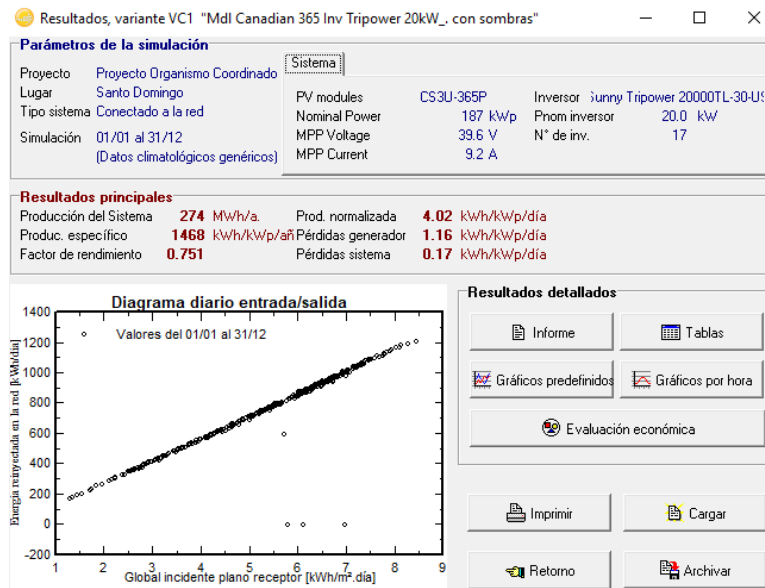 Resultados, variante VC1 "Mdl Canadian 365 Inv Tripower 20kW_. con sombras"
Parámetros de la simulación
Proyecto Proyecto Organismo Coordinado
Lugar Santo Domingo
Tipo sistema Conectado a la red
Simulación 01/01 al 31/12
(Datos climatológicos genéricos)
Sistema
PV modules CS3U-365P Inversor Sunny Tripower 20000TL-30-US
Nominal Power 187 kWp Pnom inversor 20.0 kW
MPP Voltage 39.6 V N° de inv. 17
MPP Current 9.2 A
Resultados principales
Producción del Sistema 274 MWh/a. Prod. normalizada 4.02 kWh/kWp/día
Produc. específico 1468 kWh/kWp/añ Pérdidas generador 1.16 kWh/kWp/día
Factor de rendimiento 0.751 Pérdidas sistema 0.17 kWh/kWp/día
Diagrama diario entrada/salida
Valores del 01/01 al 31/12
Energía reinyectada en la red [kWh/día]
1400
1200
1000
800
600
400
200
0
-200
1 2 3 4 5 6 7 8 9
Global incidente plano receptor [kWh/m².día]
Resultados detallados
Informe Tablas
Gráficos predefinidos Gráficos por hora
Evaluación económica
Imprimir Cargar
Retorno Archivar